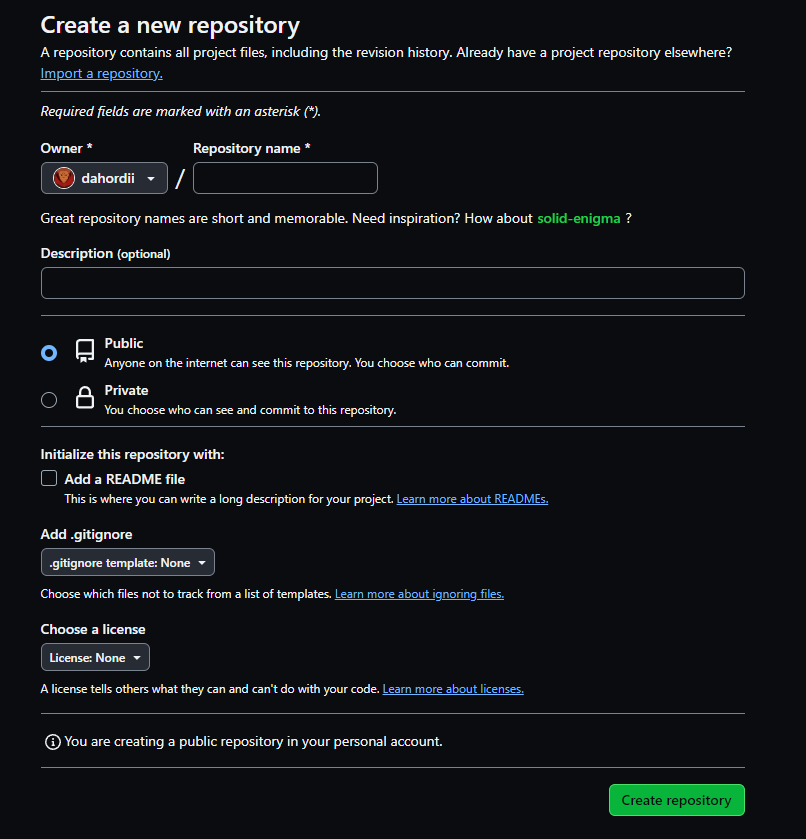 Create a new repository
A repository contains all project files, including the revision history. Already have a project repository elsewhere?
Import a repository.
Required fields are marked with an asterisk (*).
Owner * Repository name *
dahordii /
Great repository names are short and memorable. Need inspiration? How about solid-enigma ?
Description (optional)
Public
Anyone on the internet can see this repository. You choose who can commit.
Private
You choose who can see and commit to this repository.
Initialize this repository with:
Add a README file
This is where you can write a long description for your project. Learn more about READMEs.
Add .gitignore
.gitignore template: None
Choose which files not to track from a list of templates. Learn more about ignoring files.
Choose a license
License: None
A license tells others what they can and can't do with your code. Learn more about licenses.
You are creating a public repository in your personal account.
Create repository